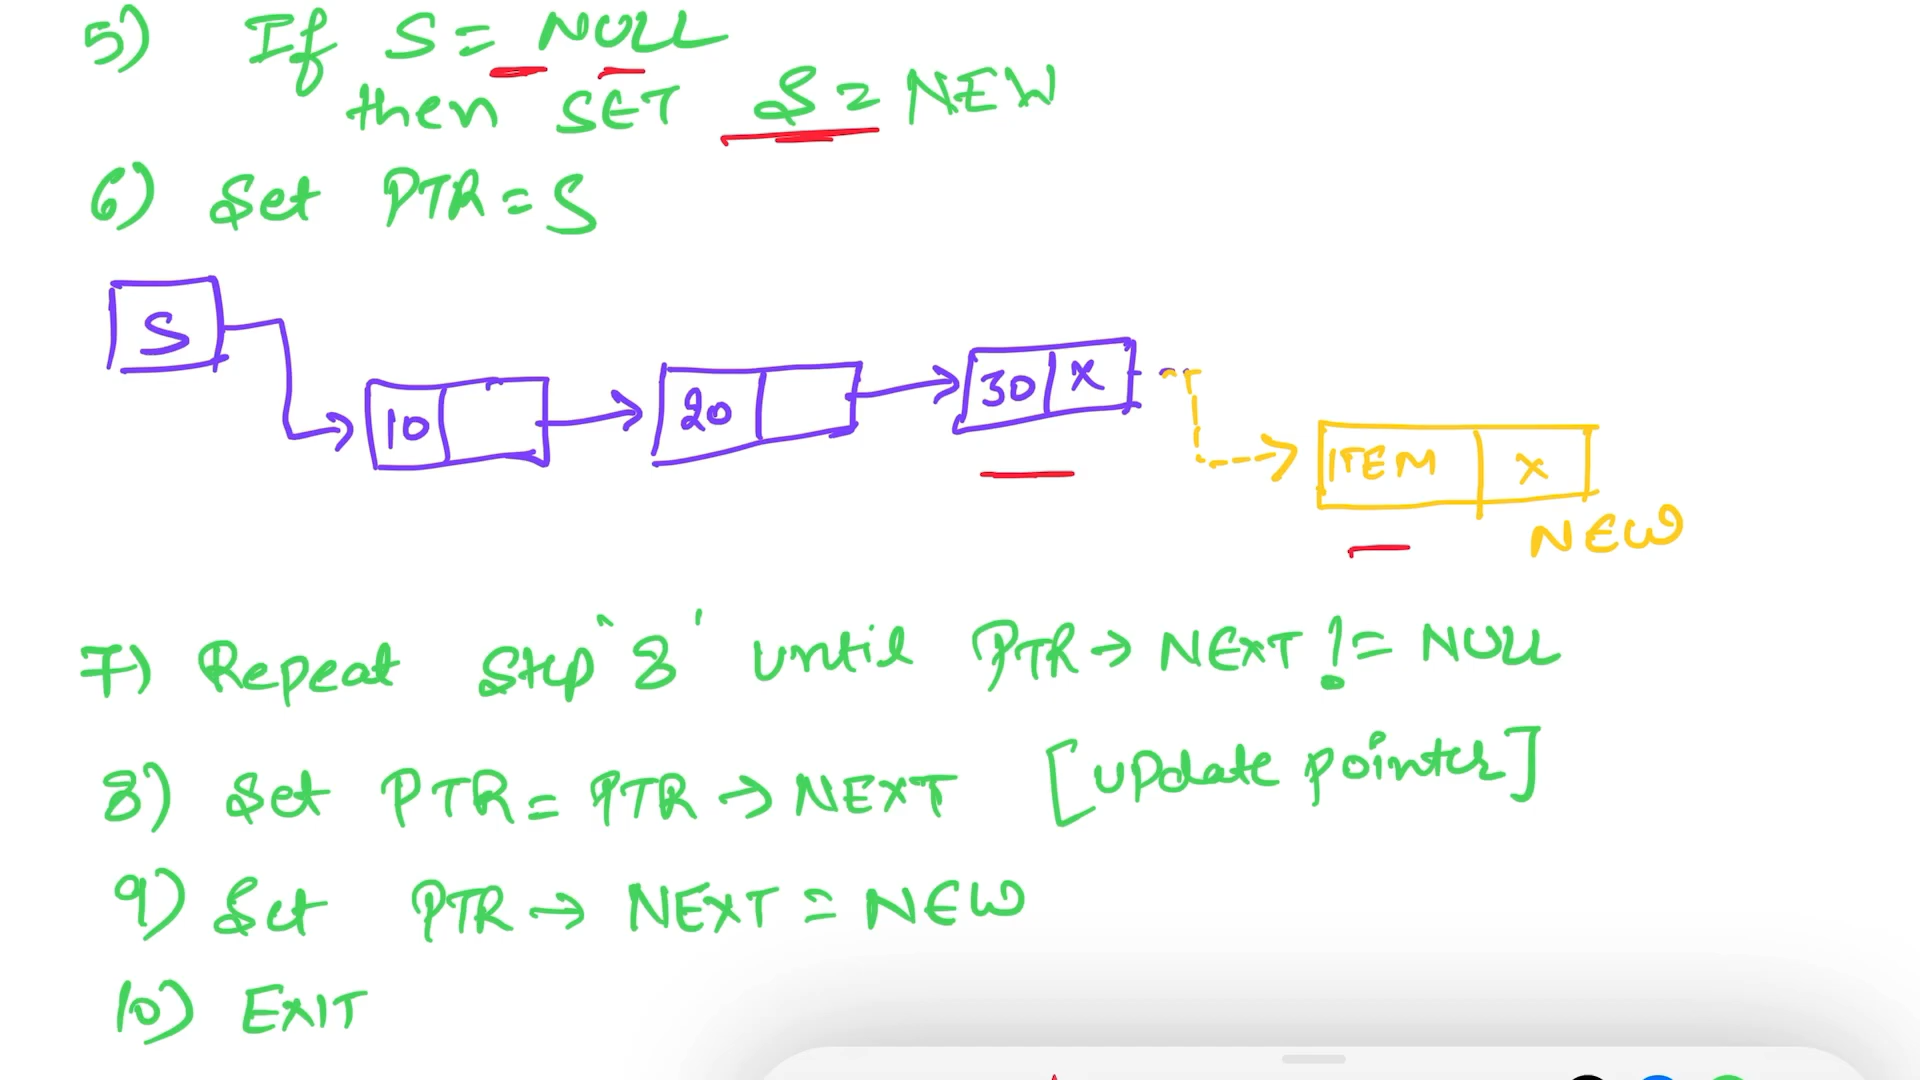 5) If S = NULL
then SET S = NEW
6) Set PTR = S
S
10
20
30 X
ITEM X
NEW
7) Repeat Step '8' until PTR → NEXT != NULL
8) Set PTR = PTR → NEXT [update pointer]
9) Set PTR → NEXT = NEW
10) EXIT